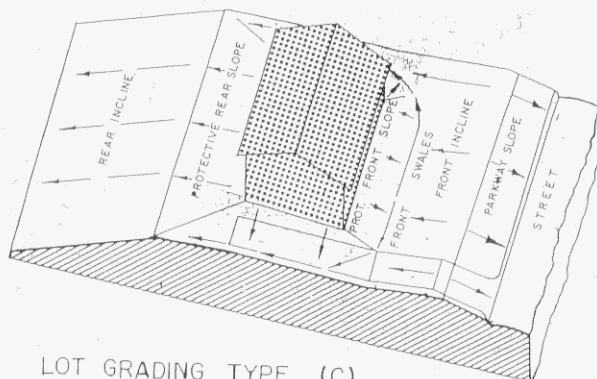 REAR INCLINE
PROTECTIVE REAR SLOPE
PROT. FRONT SLOPE
FRONT SWALES
FRONT INCLINE
PARKWAY SLOPE
STREET
LOT GRADING TYPE (C)